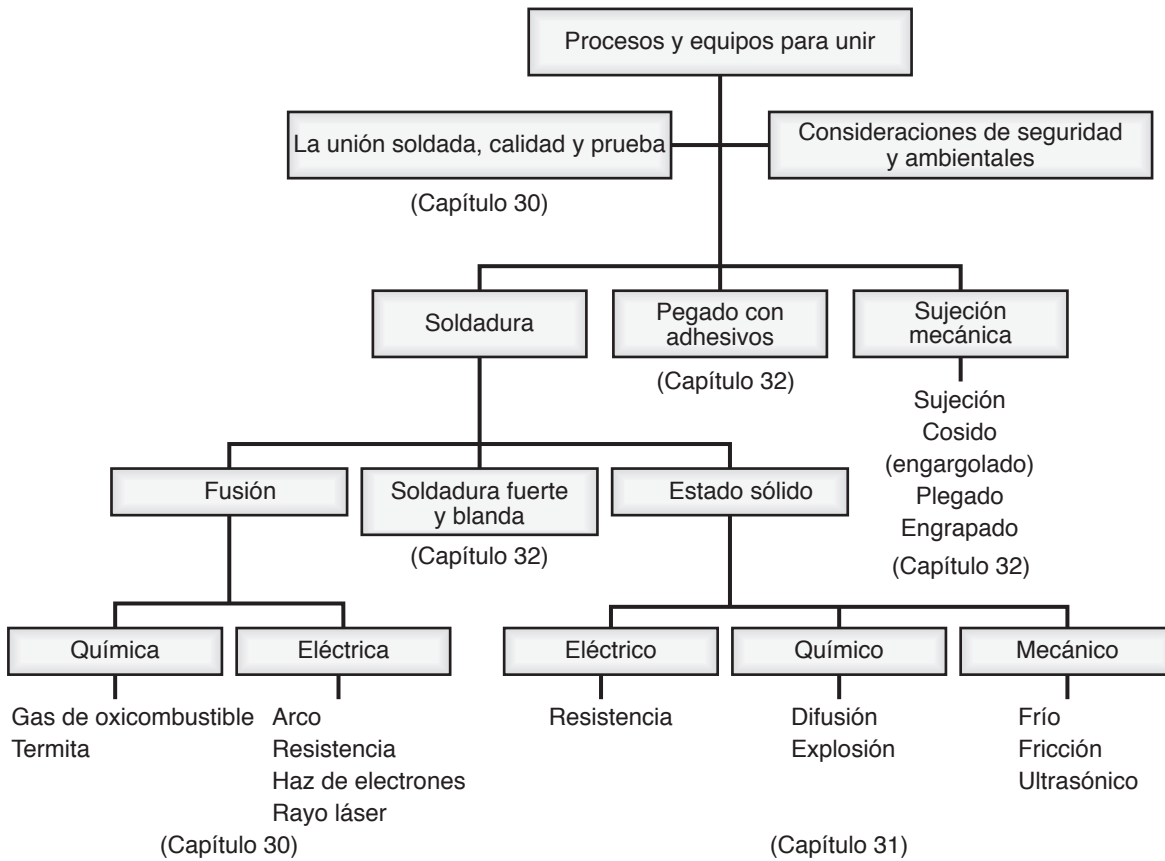 Procesos y equipos para unir
La unión soldada, calidad y prueba
(Capítulo 30)
Consideraciones de seguridad
y ambientales
Soldadura
Pegado con
adhesivos
(Capítulo 32)
Sujeción
mecánica
Sujeción
Cosido
(engargolado)
Plegado
Engrapado
(Capítulo 32)
Fusión
Soldadura fuerte
y blanda
(Capítulo 32)
Estado sólido
Química
Gas de oxicombustible
Termita
Eléctrica
Arco
Resistencia
Haz de electrones
Rayo láser
(Capítulo 30)
Eléctrico
Resistencia
Químico
Difusión
Explosión
Mecánico
Frío
Fricción
Ultrasónico
(Capítulo 31)